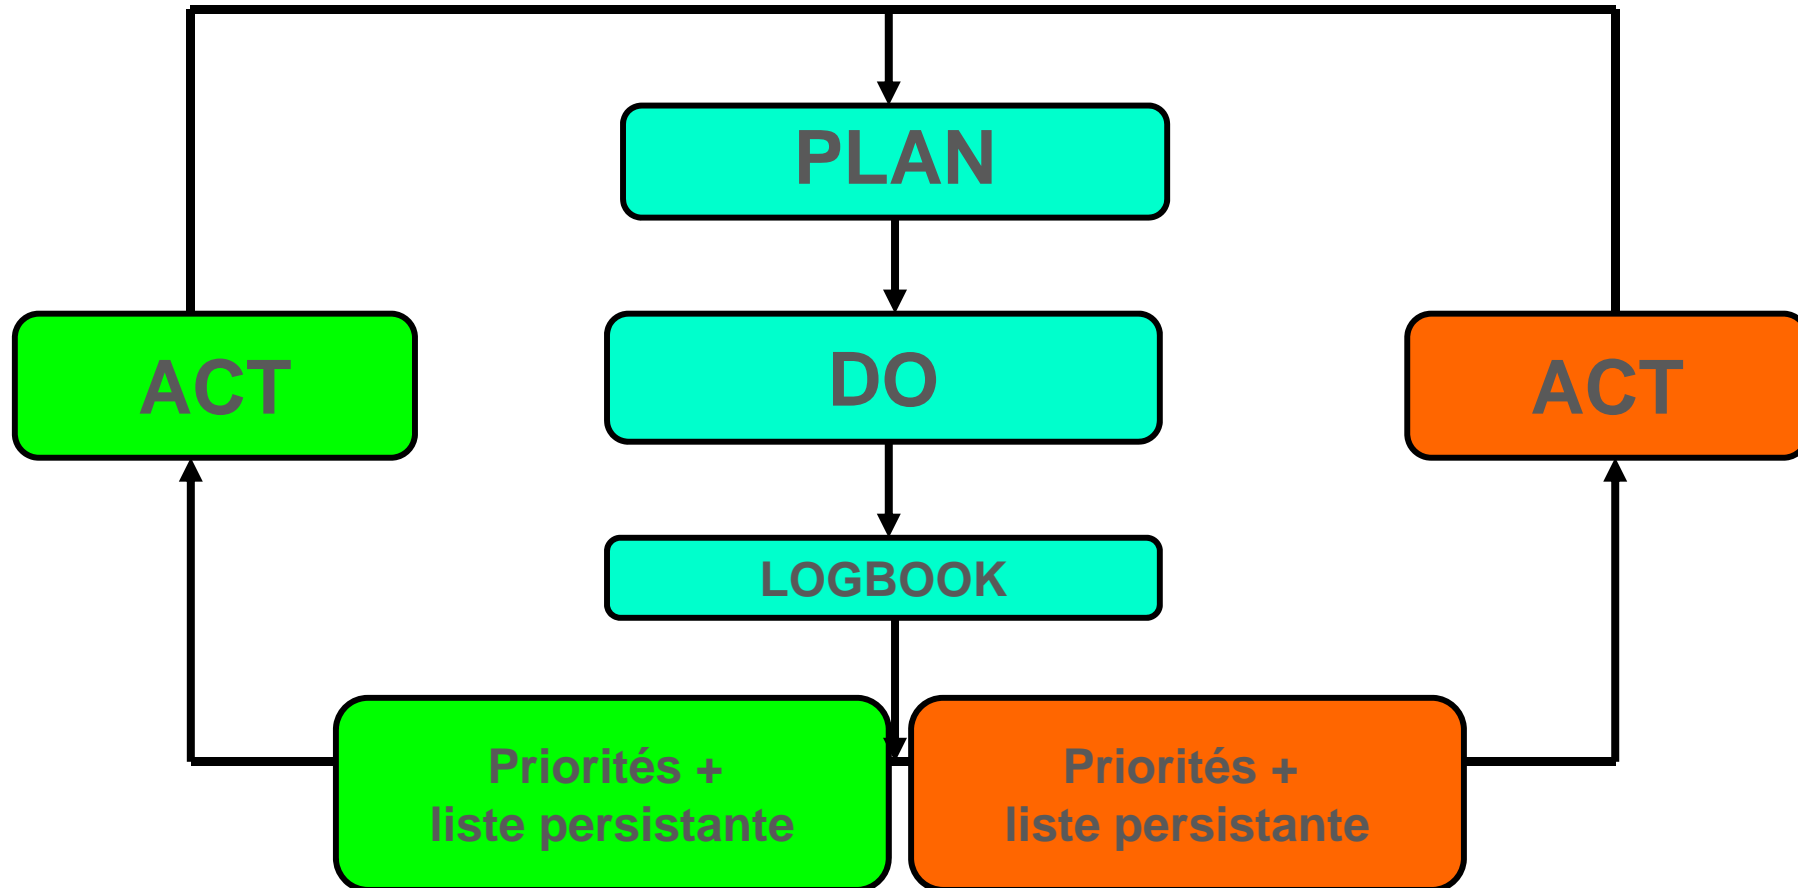 PLAN
ACT
DO
ACT
LOGBOOK
Priorités +
liste persistante
Priorités +
liste persistante